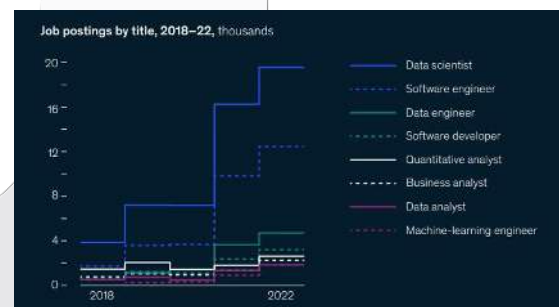 Job postings by title, 2018–22, thousands
20
16
12
8
4
0
2018 2022
Data scientist
Software engineer
Data engineer
Software developer
Quantitative analyst
Business analyst
Data analyst
Machine-learning engineer